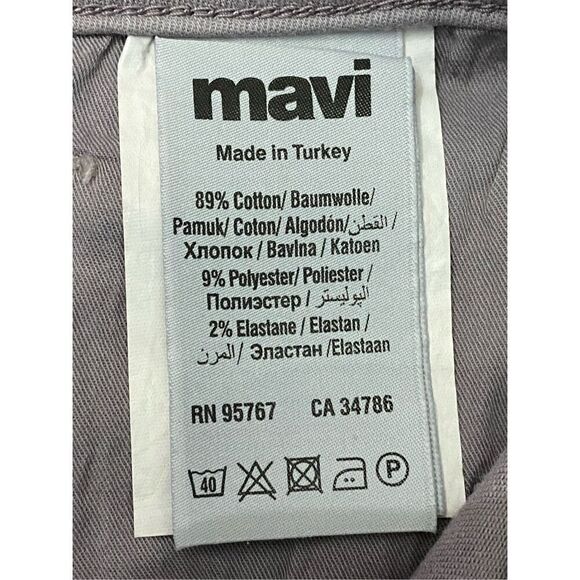 mavi
Made in Turkey
89% Cotton/ Baumwolle/
Pamuk/ Coton/ Algodón/القطن /
Хлопок / Bavlna / Katoen
9% Polyester/ Poliester /
Полиэстер / الپوليستر
2% Elastane / Elastan /
المرن/ Эластан /Elastaan
RN 95767 CA 34786
40 P